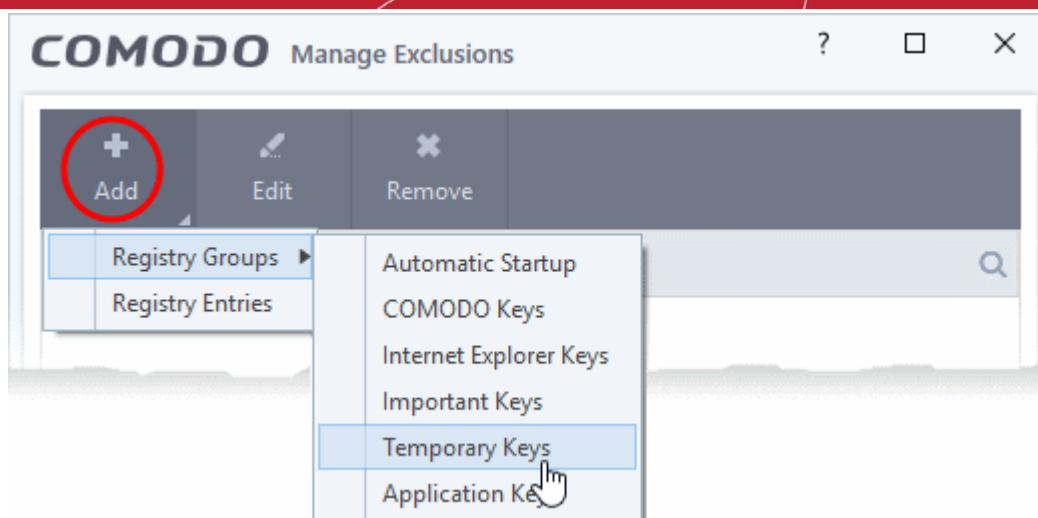 COMODO Manage Exclusions ?
Add Edit Remove
Registry Groups
Registry Entries
Automatic Startup
COMODO Keys
Internet Explorer Keys
Important Keys
Temporary Keys
Application